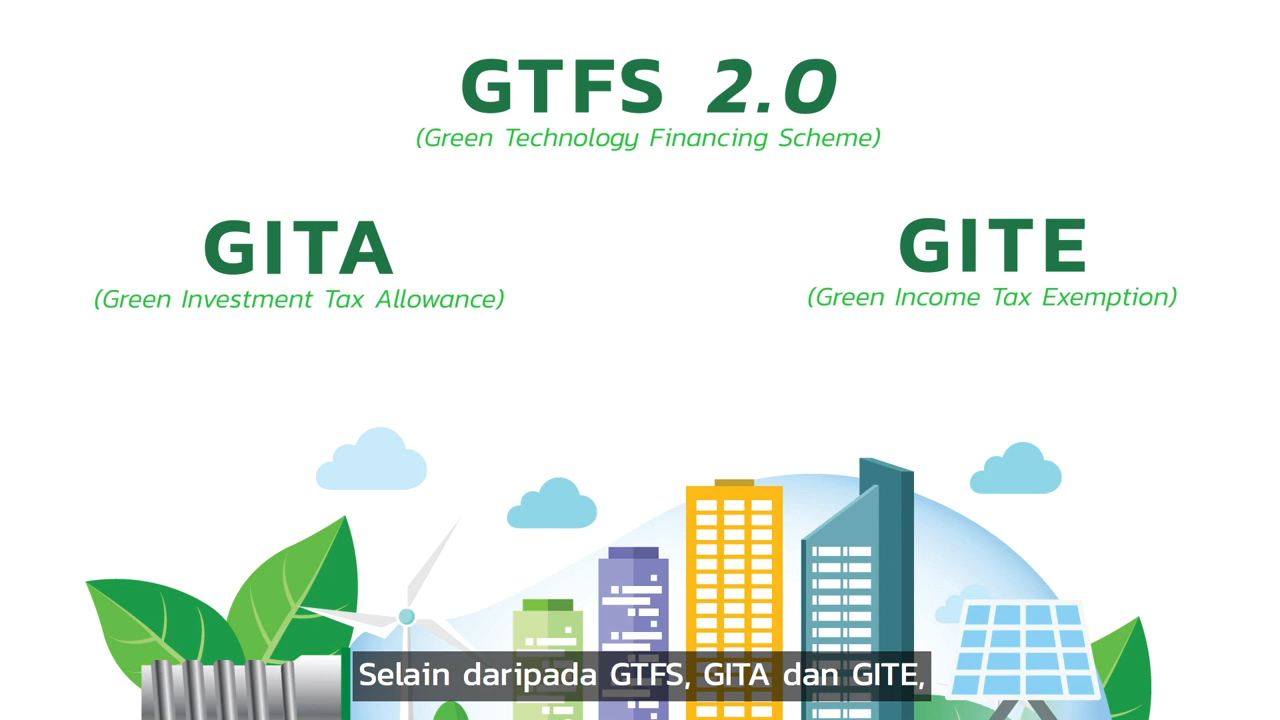 GTFS 2.0
(Green Technology Financing Scheme)
GITA
(Green Investment Tax Allowance)
GITE
(Green Income Tax Exemption)
Selain daripada GTFS, GITA dan GITE,